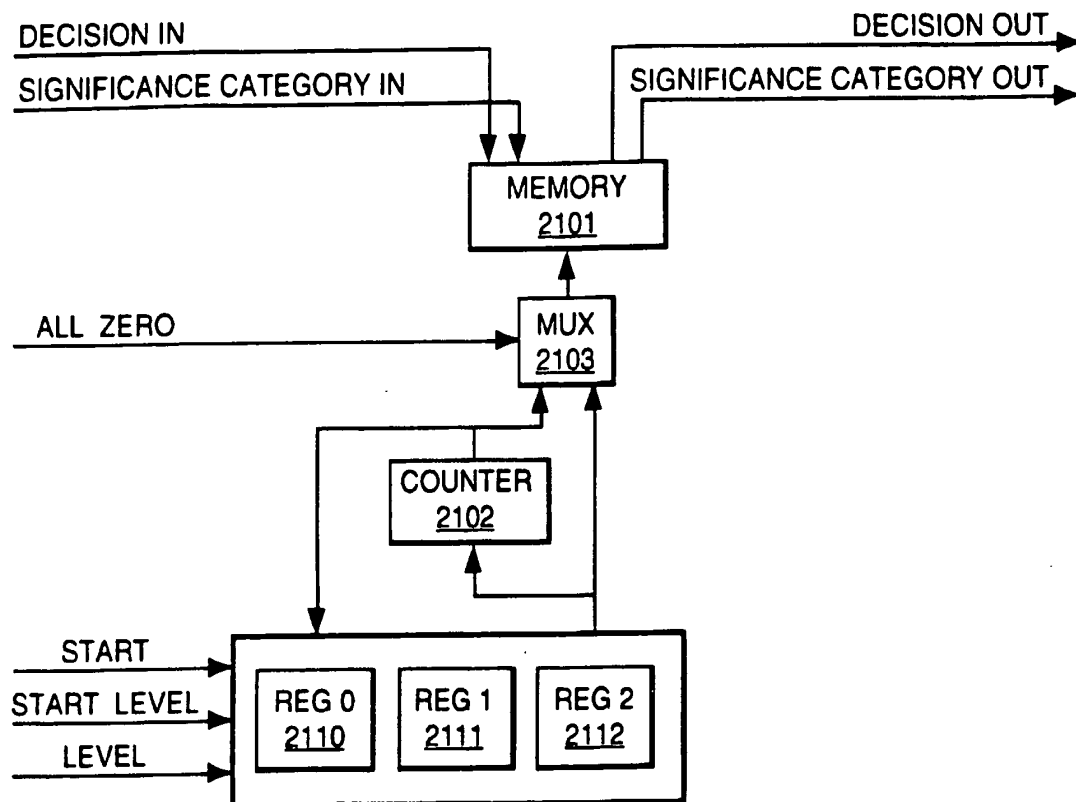 DECISION IN
DECISION OUT
SIGNIFICANCE CATEGORY IN
SIGNIFICANCE CATEGORY OUT
MEMORY
2101
ALL ZERO
MUX
2103
COUNTER
2102
START
START LEVEL
LEVEL
REG 0
2110
REG 1
2111
REG 2
2112